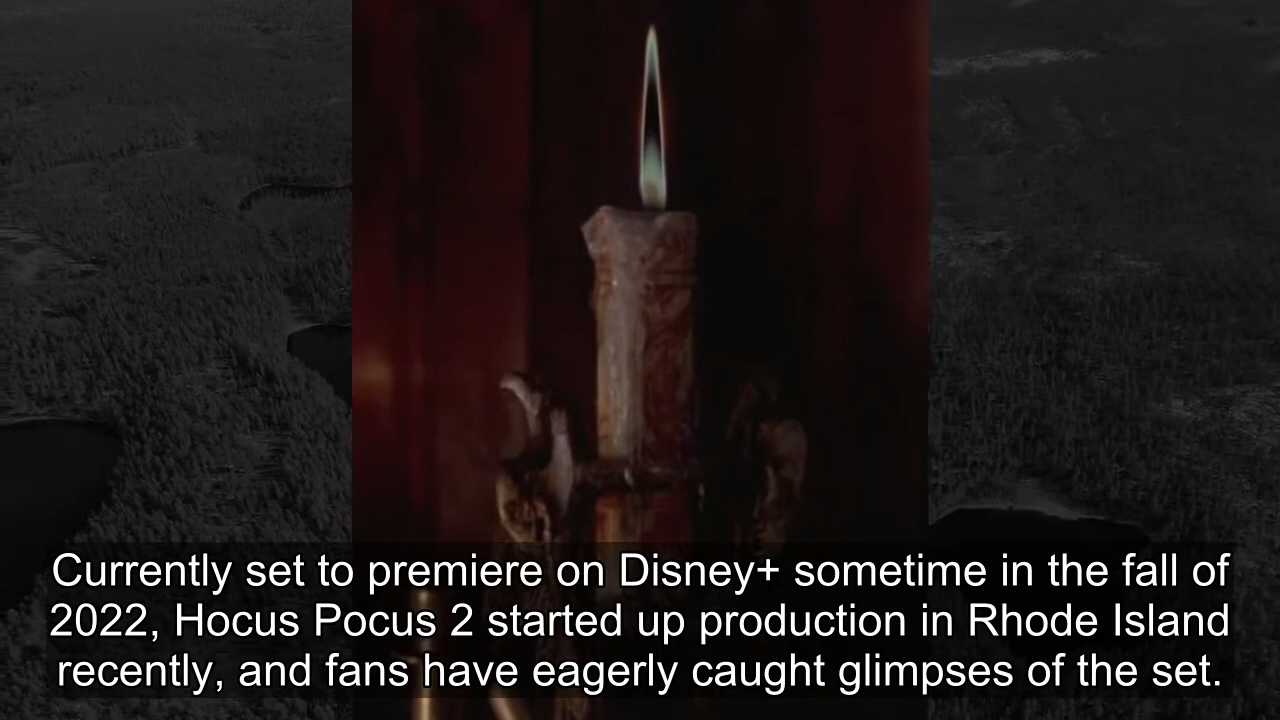 Currently set to premiere on Disney+ sometime in the fall of
2022, Hocus Pocus 2 started up production in Rhode Island
recently, and fans have eagerly caught glimpses of the set.